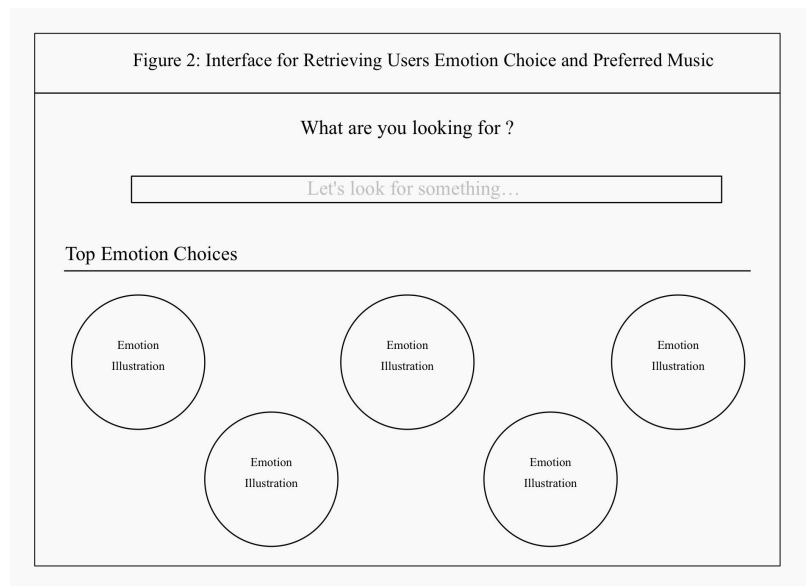 Figure 2: Interface for Retrieving Users Emotion Choice and Preferred Music
What are you looking for ?
Let's look for something…
Top Emotion Choices
Emotion
Illustration
Emotion
Illustration
Emotion
Illustration
Emotion
Illustration
Emotion
Illustration